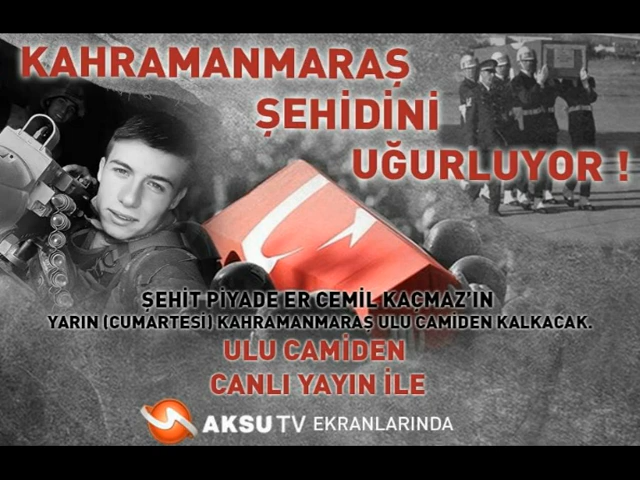 KAHRAMANMARAŞ
ŞEHİDİNİ
UĞURLUYOR !
ŞEHİT PİYADE ER CEMİL KAÇMAZ'IN
YARIN (CUMARTESİ) KAHRAMANMARAŞ ULU CAMİDEN KALKACAK.
ULU CAMİDEN
CANLI YAYIN İLE
AKSU TV EKRANLARINDA